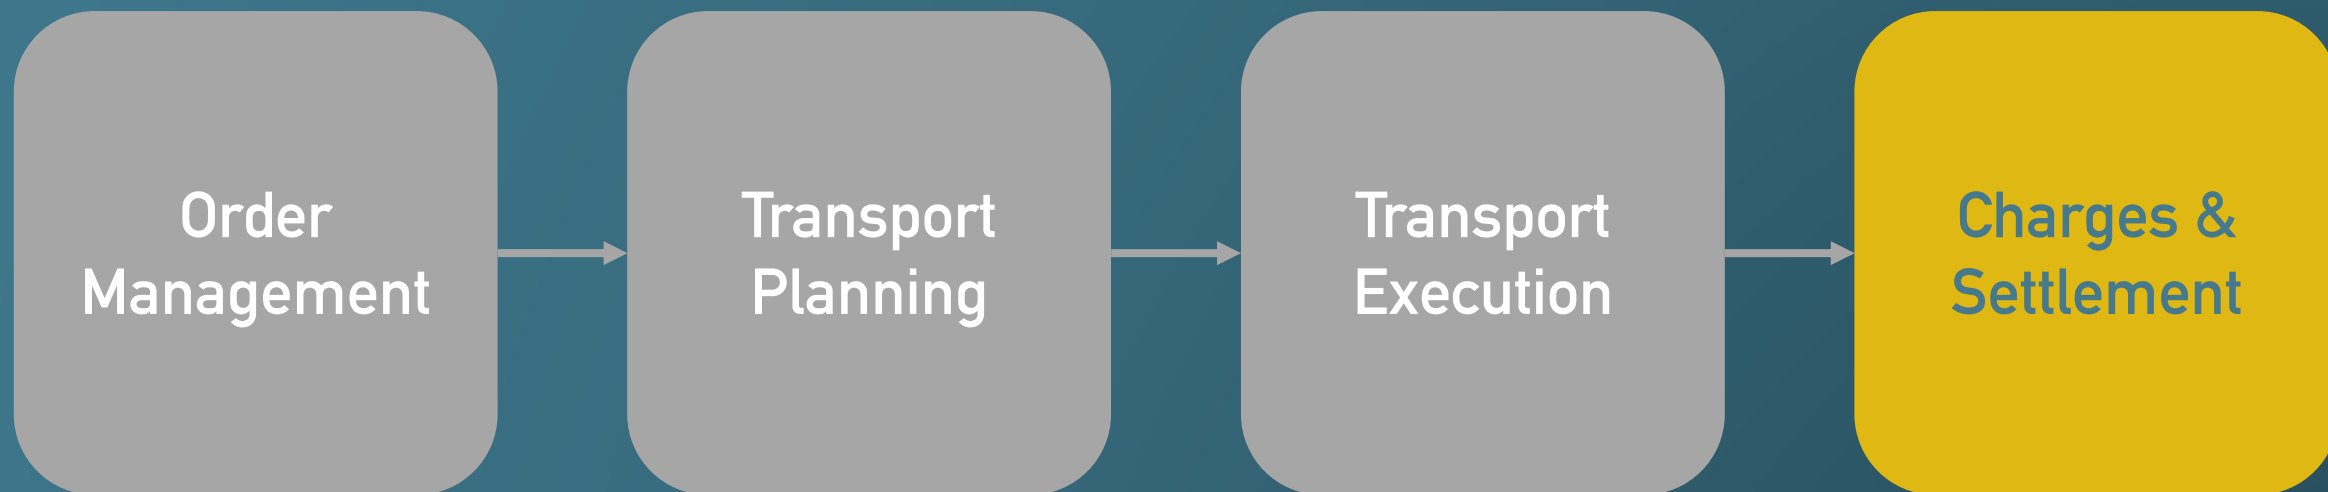 Order
Management
Transport
Planning
Transport
Execution
Charges &
Settlement